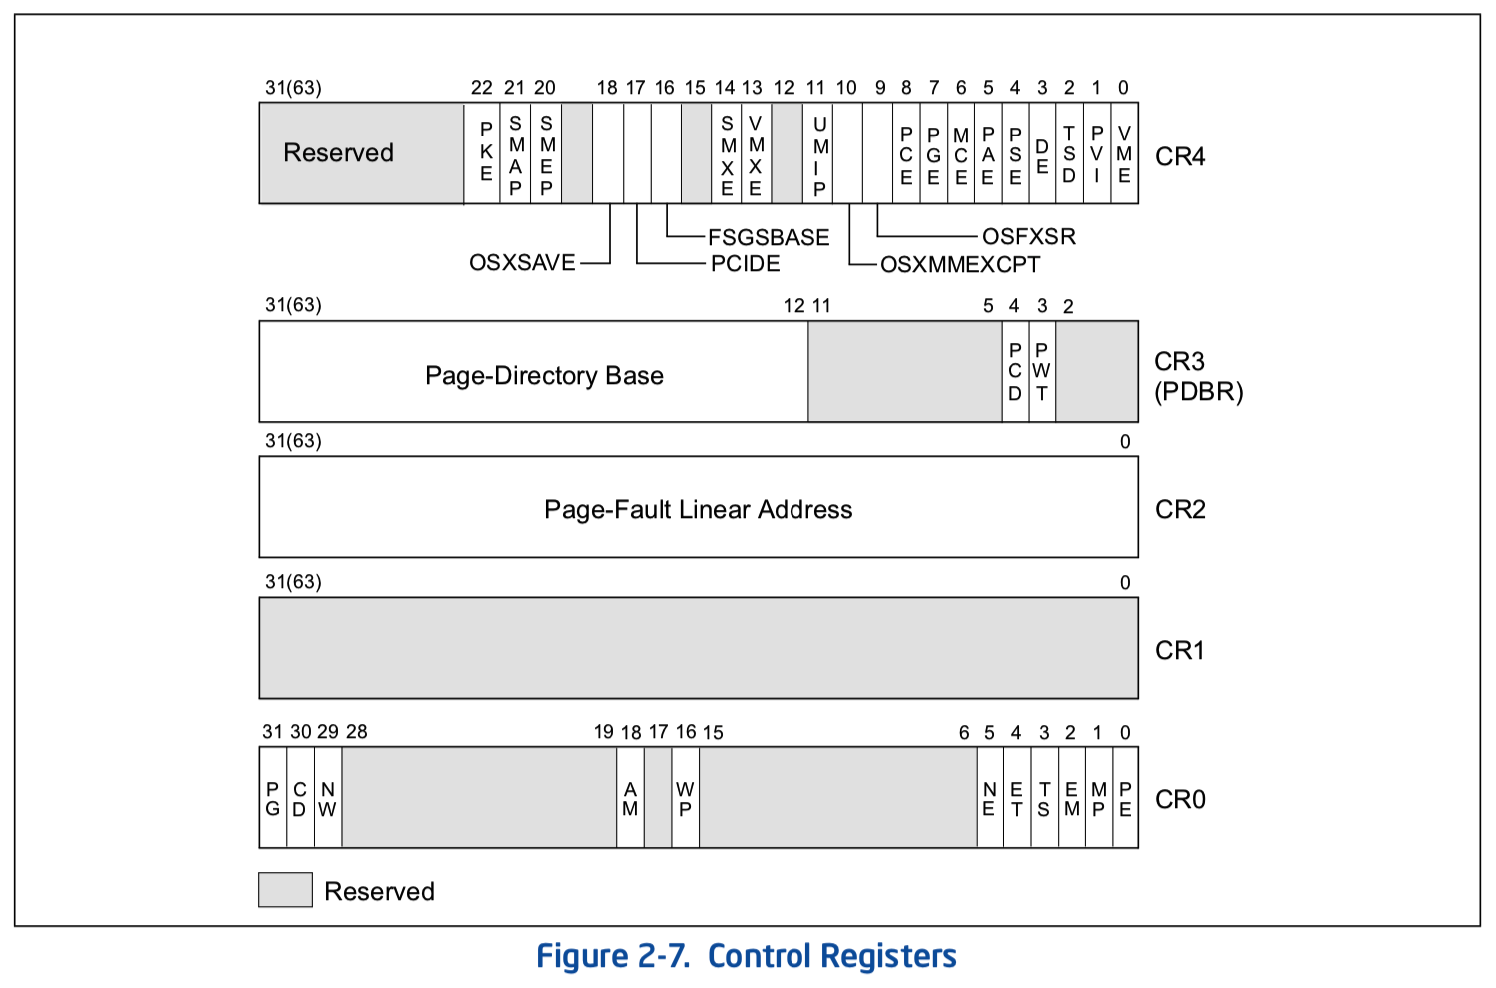 31(63) 22 21 20 18 17 16 15 14 13 12 11 10 9 8 7 6 5 4 3 2 1 0
Reserved PKE SMAP SMEP SMXE VMXE UMIP PCE PGE MCE PAE PSE DE TSD PVI VME CR4
FSGSBASE OSFXSR
OSXSAVE PCIDE OSXMMEXCPT
31(63) 12 11 5 4 3 2
Page-Directory Base PCD PWT CR3
(PDBR)
31(63) 0
Page-Fault Linear Address CR2
31(63) 0
CR1
31 30 29 28 19 18 17 16 15 6 5 4 3 2 1 0
PG CD NW AM WP NE ET TS EM MP PE CR0
Reserved
Figure 2-7. Control Registers